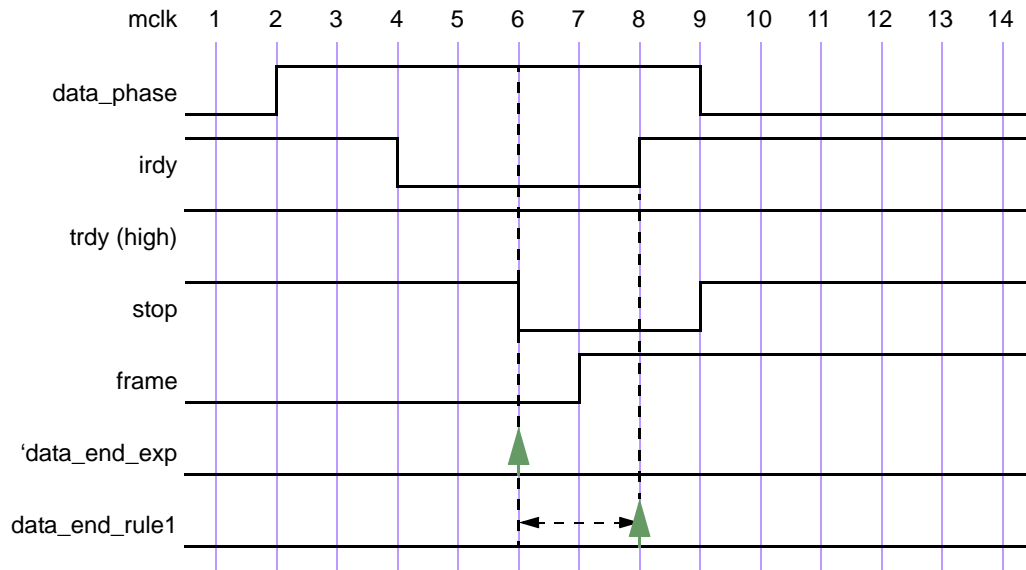 mclk 1 2 3 4 5 6 7 8 9 10 11 12 13 14
data_phase
irdy
trdy (high)
stop
frame
‘data_end_exp
data_end_rule1